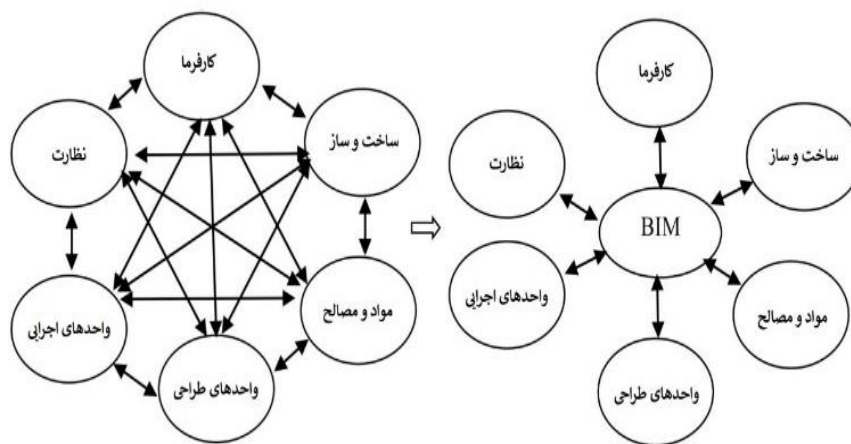 کارفرما
نظارت
ساخت و ساز
واحدهای اجرایی
مواد و مصالح
واحدهای طراحی
کارفرما
نظارت
ساخت و ساز
BIM
واحدهای اجرایی
مواد و مصالح
واحدهای طراحی